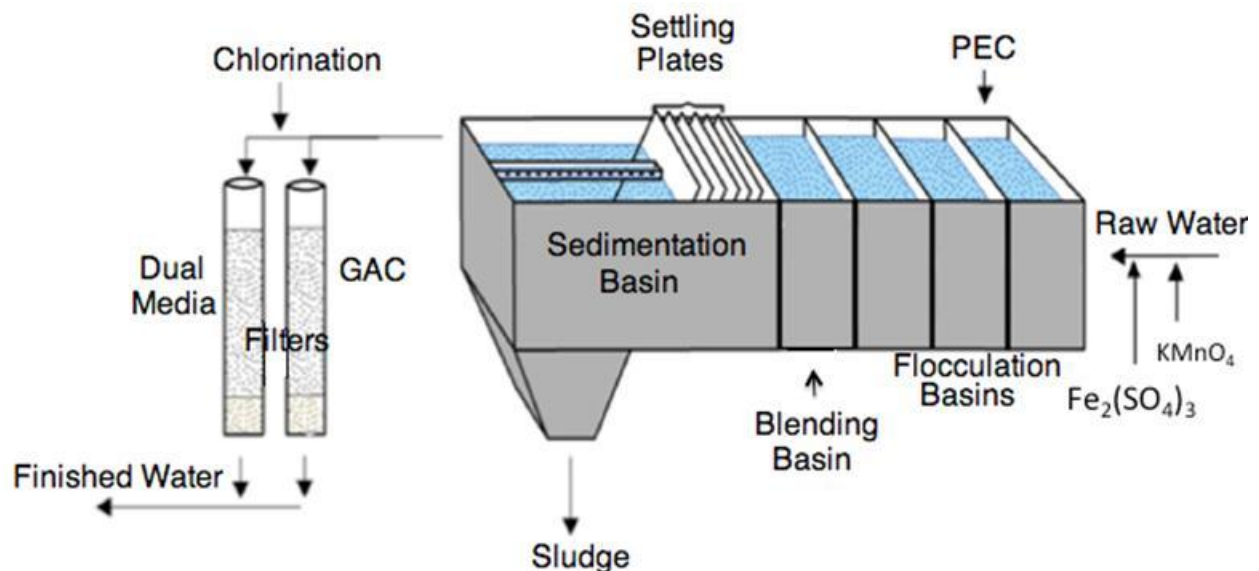 Chlorination
Settling
Plates
PEC
Dual
Media
GAC
Filters
Sedimentation
Basin
Raw Water
KMnO₄
Fe₂(SO₄)₃
Flocculation
Basins
Blending
Basin
Finished Water
Sludge